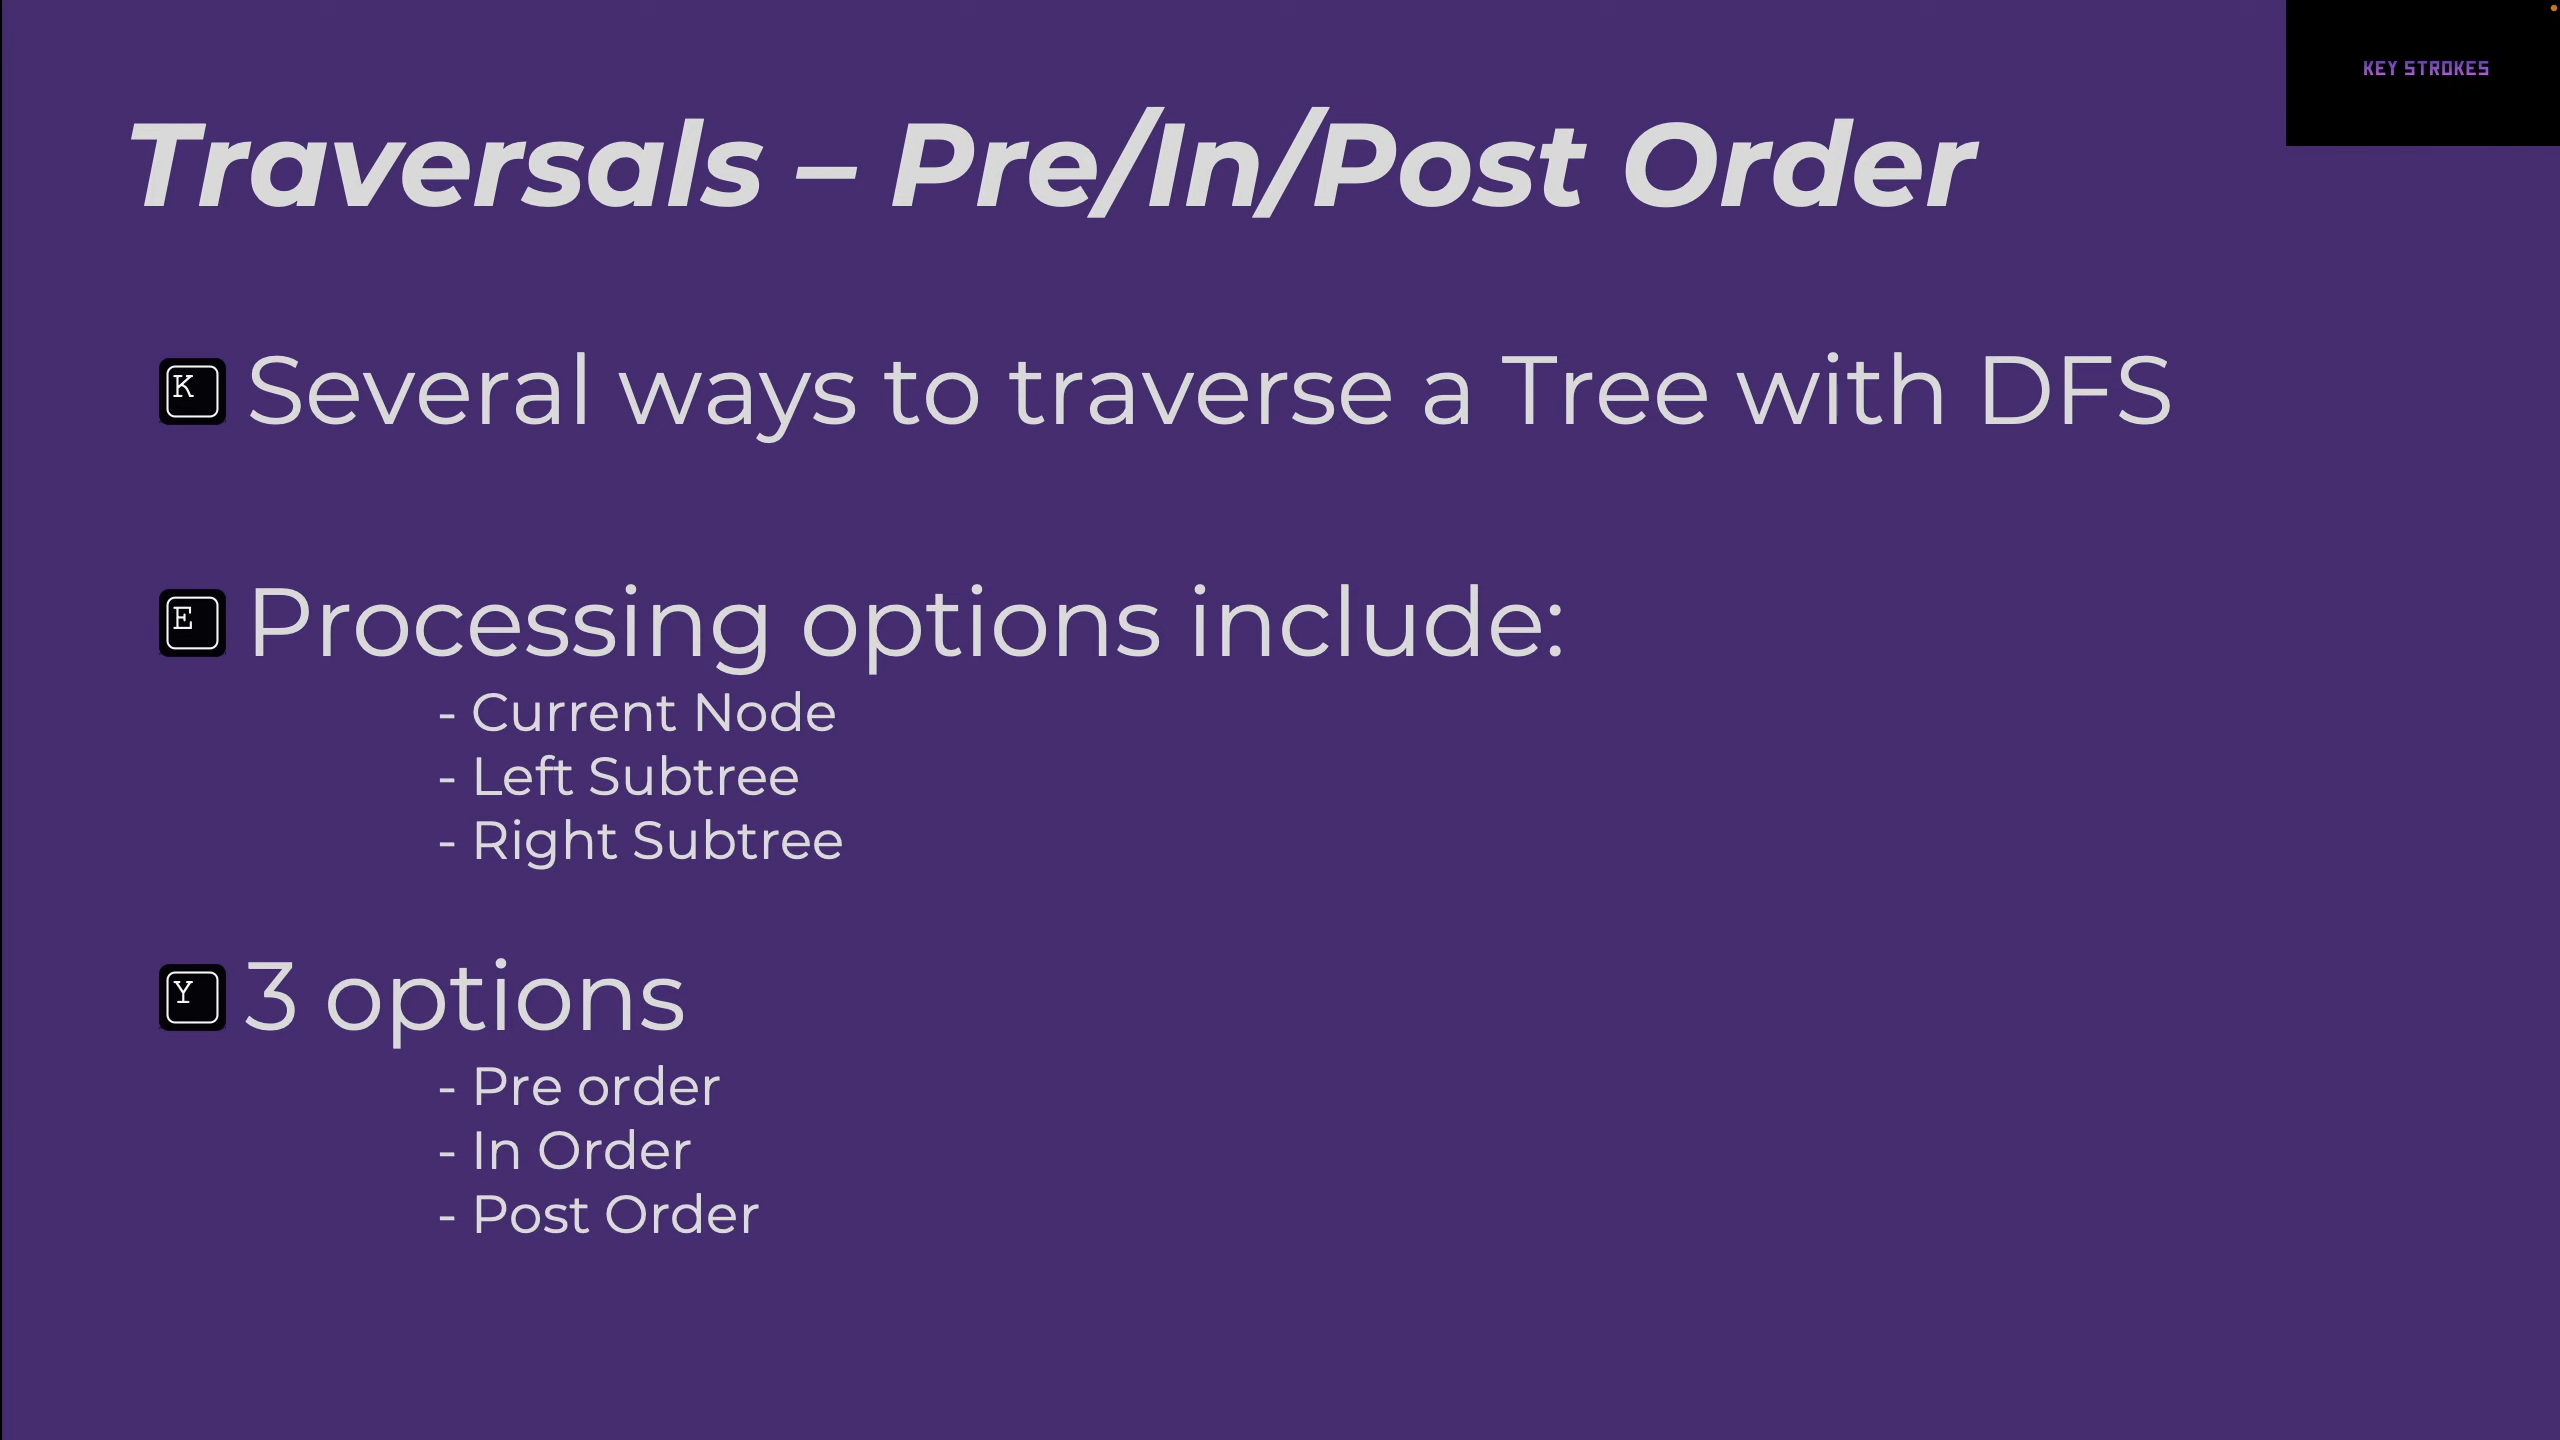 KEY STROKES
Traversals – Pre/In/Post Order
K Several ways to traverse a Tree with DFS
E Processing options include:
- Current Node
- Left Subtree
- Right Subtree
Y 3 options
- Pre order
- In Order
- Post Order